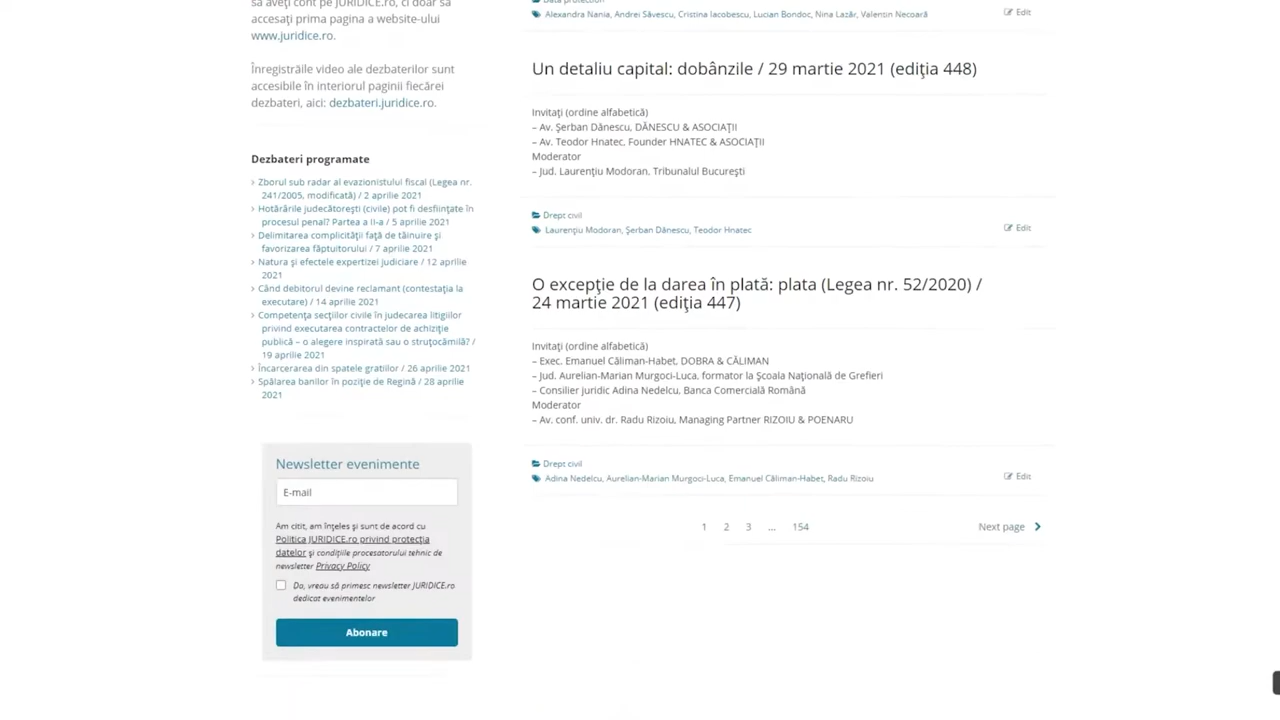 să aveți cont pe JURIDICE.ro, ci doar să
accesați prima pagina a website-ului
www.juridice.ro.
Înregistrările video ale dezbaterilor sunt
accesibile în interiorul paginii fiecărei
dezbateri, aici: dezbateri.juridice.ro.
Dezbateri programate
Zborul sub radar al evazionistului fiscal (Legea nr.
241/2005, modificată) / 2 aprilie 2021
Hotărârile judecătorești (civile) pot fi desființate în
procesul penal? Partea a II-a / 5 aprilie 2021
Delimitarea complicității față de tăinuire și
favorizarea făptuitorului / 7 aprilie 2021
Natura și efectele expertizei judiciare / 12 aprilie
2021
Când debitorul devine reclamant (contestația la
executare) / 14 aprilie 2021
Competența secțiilor civile în judecarea litigiilor
privind executarea contractelor de achiziție
publică – o alegere inspirată sau o struțocămilă? /
19 aprilie 2021
Încarcerarea din spatele gratiilor / 26 aprilie 2021
Spălarea banilor în poziție de Regină / 28 aprilie
2021
Newsletter evenimente
E-mail
Am citit, am înțeles și sunt de acord cu
Politica JURIDICE.ro privind protecția
datelor și condițiile procesatorului tehnic de
newsletter Privacy Policy
Da, vreau să primesc newsletter JURIDICE.ro
dedicat evenimentelor
Abonare
Data protection
Alexandra Nania, Andrei Săvescu, Cristina Iacobescu, Lucian Bondoc, Nina Lazăr, Valentin Necoară
Edit
Un detaliu capital: dobânzile / 29 martie 2021 (ediția 448)
Invitați (ordine alfabetică)
– Av. Șerban Dănescu, DĂNESCU & ASOCIAȚII
– Av. Teodor Hnatec, Founder HNATEC & ASOCIAȚII
Moderator
– Jud. Laurențiu Modoran, Tribunalul București
Drept civil
Laurențiu Modoran, Șerban Dănescu, Teodor Hnatec
Edit
O excepție de la darea în plată: plata (Legea nr. 52/2020) /
24 martie 2021 (ediția 447)
Invitați (ordine alfabetică)
– Exec. Emanuel Căliman-Habet, DOBRA & CĂLIMAN
– Jud. Aurelian-Marian Murgoci-Luca, formator la Școala Națională de Grefieri
– Consilier juridic Adina Nedelcu, Banca Comercială Română
Moderator
– Av. conf. univ. dr. Radu Rizoiu, Managing Partner RIZOIU & POENARU
Drept civil
Adina Nedelcu, Aurelian-Marian Murgoci-Luca, Emanuel Căliman-Habet, Radu Rizoiu
Edit
1 2 3 ... 154 Next page